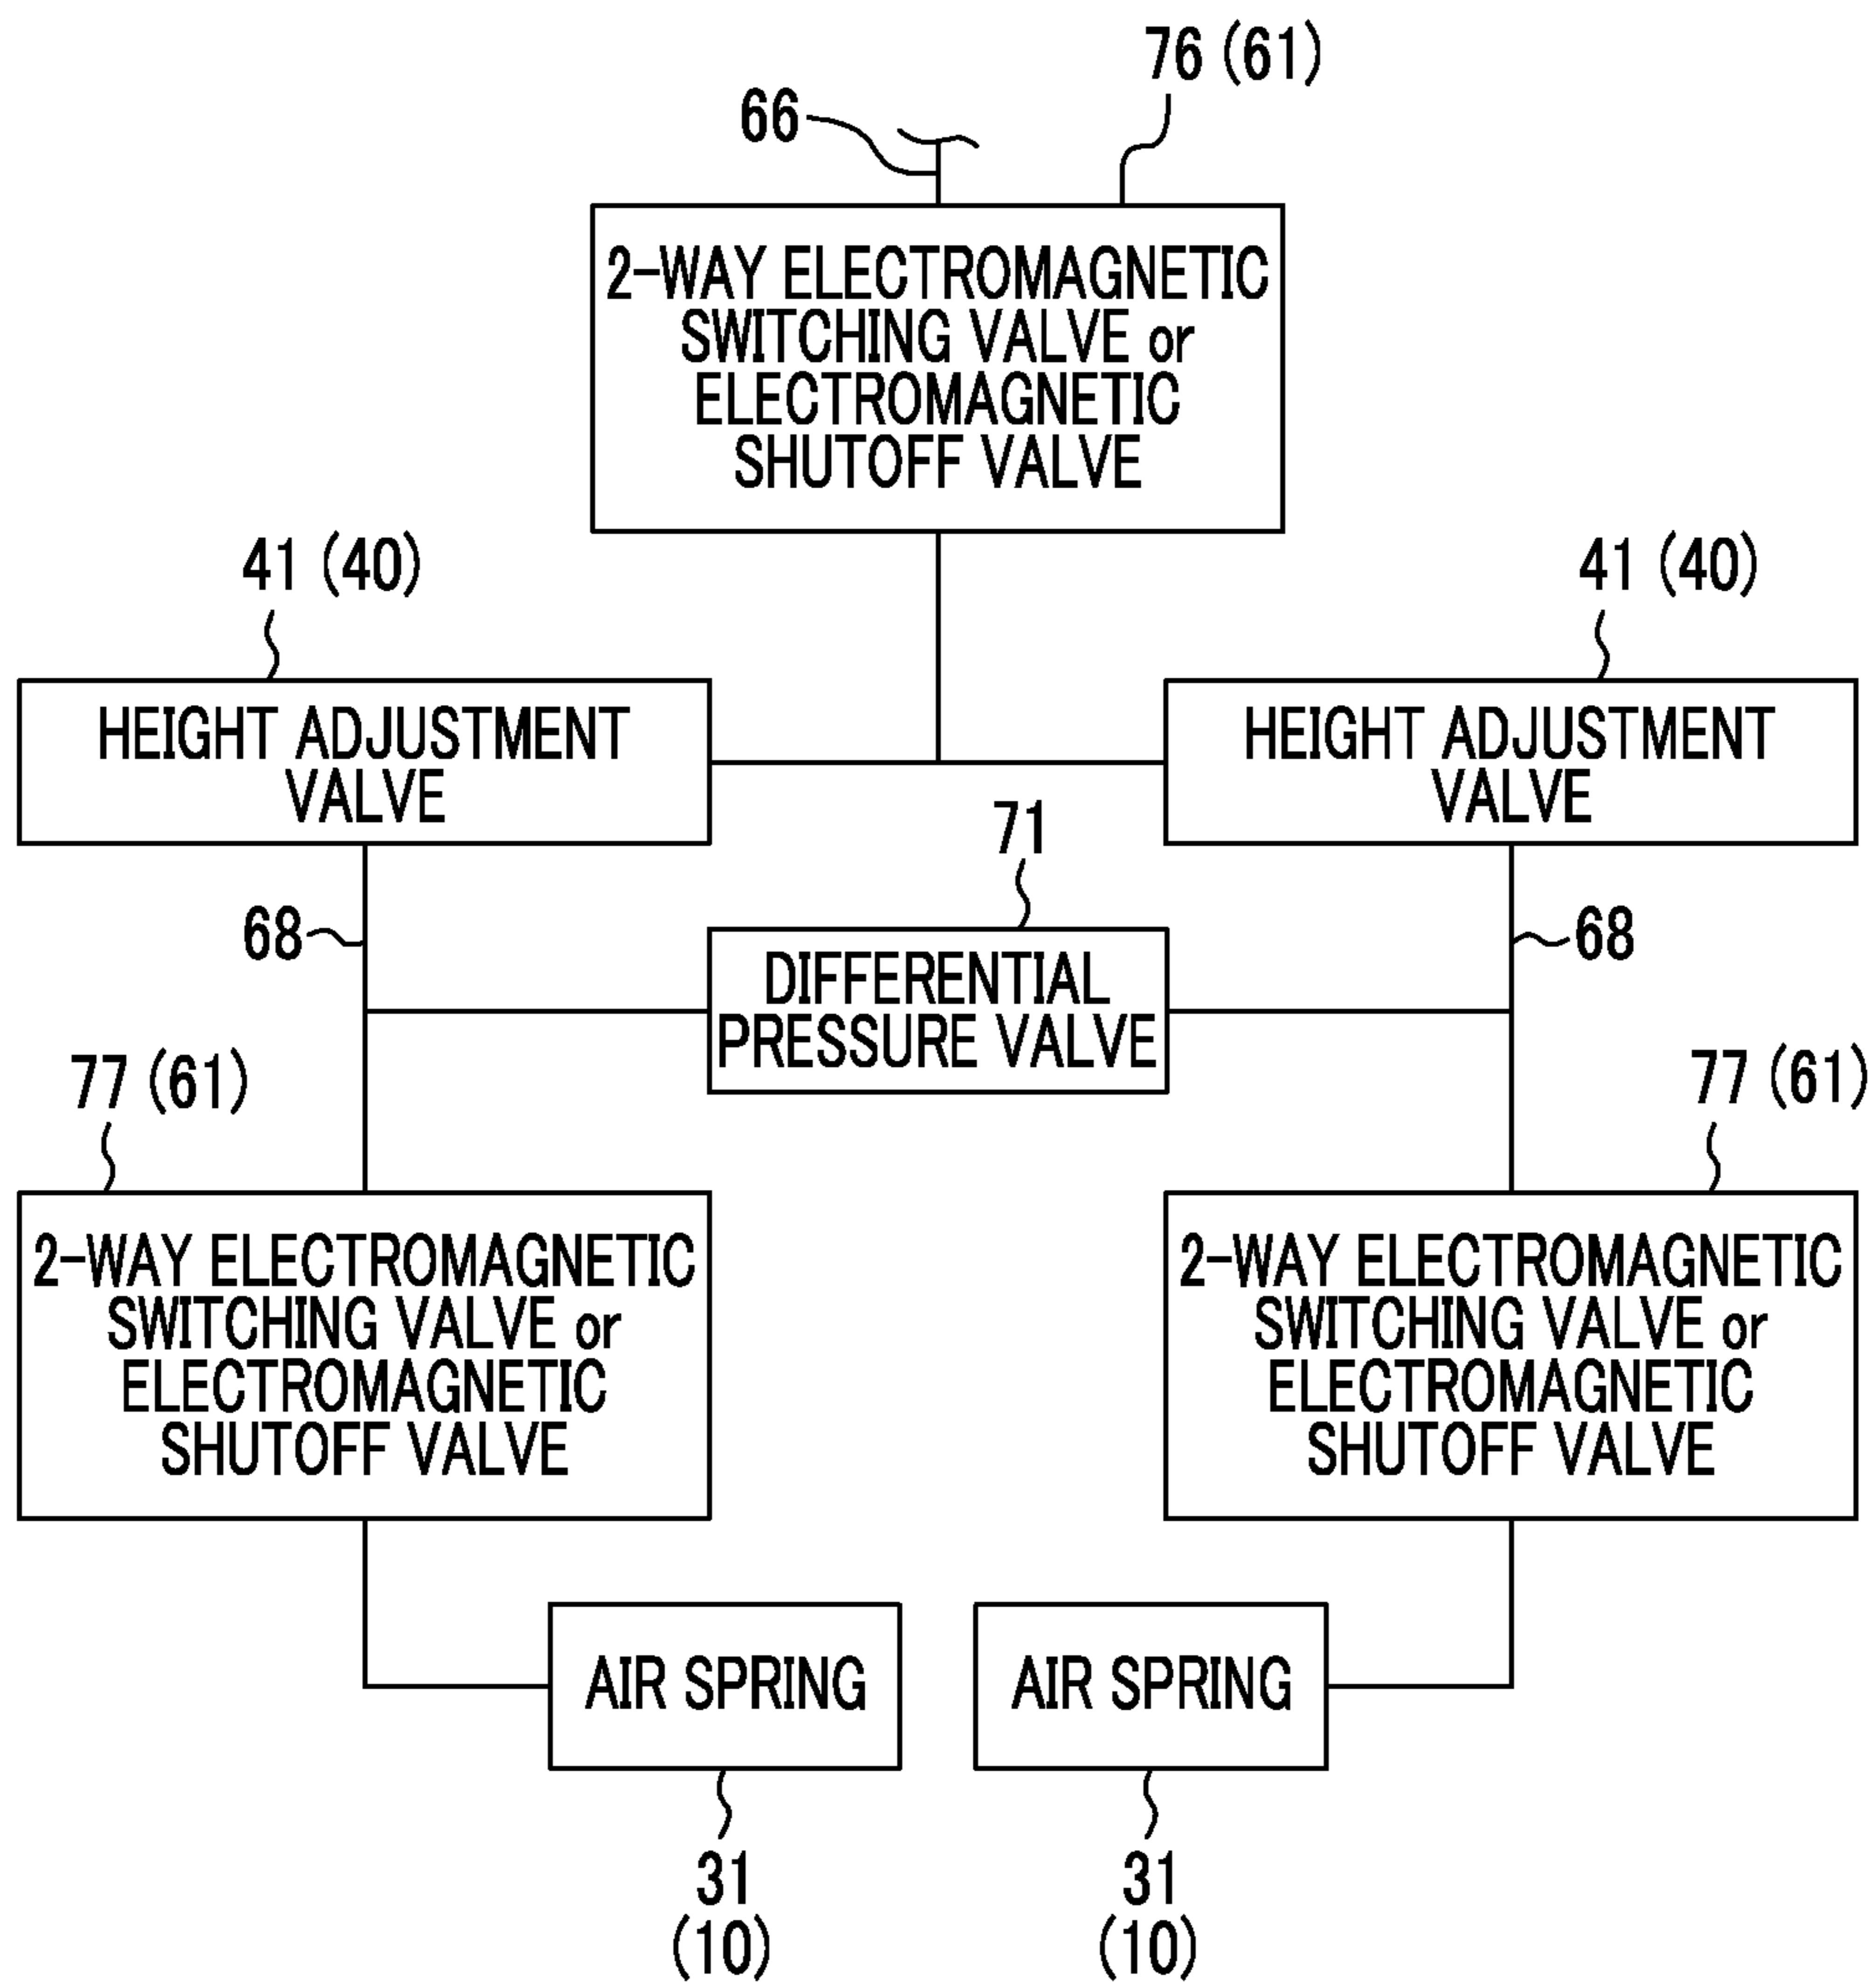 76 (61)
66
2-WAY ELECTROMAGNETIC
SWITCHING VALVE or
ELECTROMAGNETIC
SHUTOFF VALVE
41 (40)
41 (40)
HEIGHT ADJUSTMENT
VALVE
HEIGHT ADJUSTMENT
VALVE
71
68
68
DIFFERENTIAL
PRESSURE VALVE
77 (61)
77 (61)
2-WAY ELECTROMAGNETIC
SWITCHING VALVE or
ELECTROMAGNETIC
SHUTOFF VALVE
2-WAY ELECTROMAGNETIC
SWITCHING VALVE or
ELECTROMAGNETIC
SHUTOFF VALVE
AIR SPRING
AIR SPRING
31
(10)
31
(10)